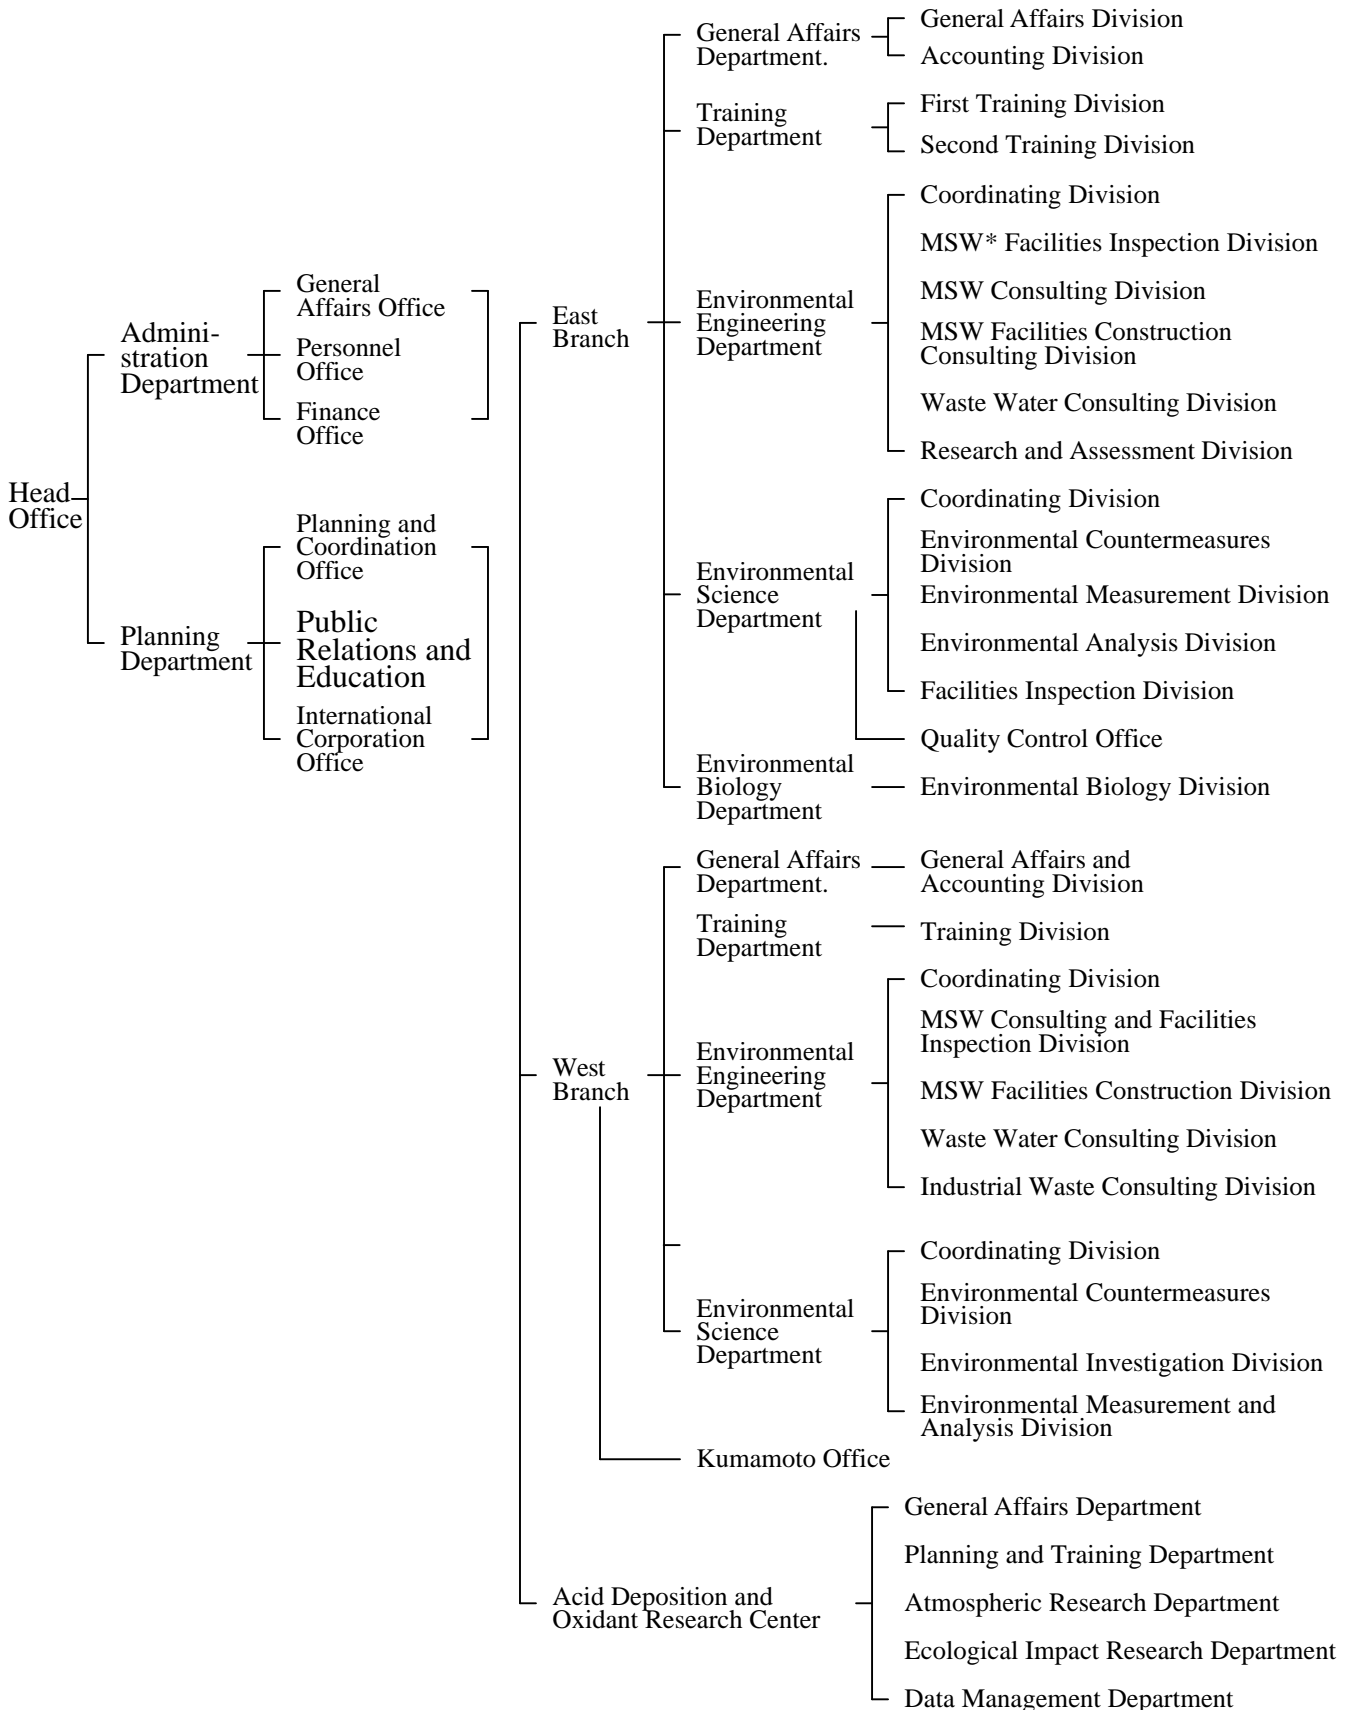 Head
Office
Admini-
stration
Department
General
Affairs Office
Personnel
Office
Finance
Office
Planning
Department
Planning and
Coordination
Office
Public
Relations and
Education
International
Corporation
Office
East
Branch
General Affairs
Department.
General Affairs Division
Accounting Division
Training
Department
First Training Division
Second Training Division
Environmental
Engineering
Department
Coordinating Division
MSW* Facilities Inspection Division
MSW Consulting Division
MSW Facilities Construction
Consulting Division
Waste Water Consulting Division
Research and Assessment Division
Environmental
Science
Department
Coordinating Division
Environmental Countermeasures
Division
Environmental Measurement Division
Environmental Analysis Division
Facilities Inspection Division
Quality Control Office
Environmental
Biology
Department
Environmental Biology Division
West
Branch
General Affairs
Department.
General Affairs and
Accounting Division
Training
Department
Training Division
Environmental
Engineering
Department
Coordinating Division
MSW Consulting and Facilities
Inspection Division
MSW Facilities Construction Division
Waste Water Consulting Division
Industrial Waste Consulting Division
Environmental
Science
Department
Coordinating Division
Environmental Countermeasures
Division
Environmental Investigation Division
Environmental Measurement and
Analysis Division
Kumamoto Office
Acid Deposition and
Oxidant Research Center
General Affairs Department
Planning and Training Department
Atmospheric Research Department
Ecological Impact Research Department
Data Management Department